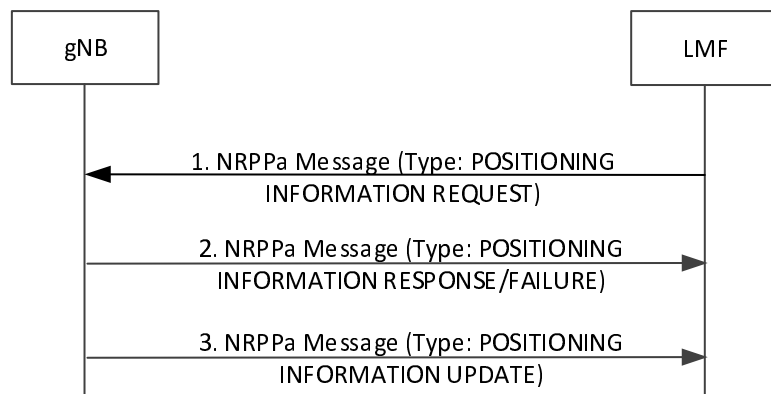 gNB
LMF
1. NRPPa Message (Type: POSITIONING
INFORMATION REQUEST)
2. NRPPa Message (Type: POSITIONING
INFORMATION RESPONSE/FAILURE)
3. NRPPa Message (Type: POSITIONING
INFORMATION UPDATE)